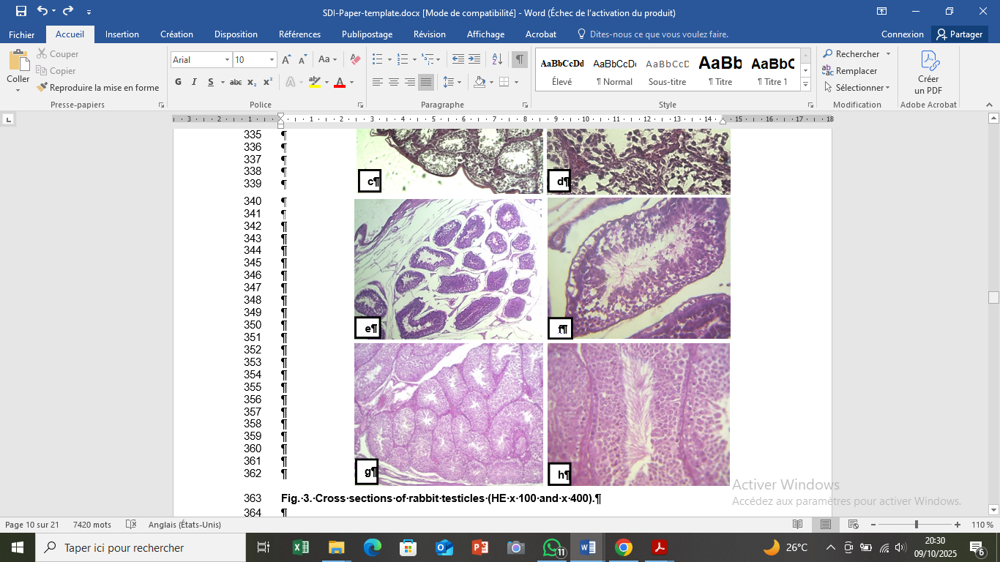 SDI-Paper-template.docx [Mode de compatibilité] - Word (Échec de l'activation du produit)
Fichier Accueil Insertion Création Disposition Références Publipostage Révision Affichage Acrobat Dites-nous ce que vous voulez faire. Connexion Partager
Coller
Couper
Copier
Reproduire la mise en forme
Presse-papiers
Arial 10
Aa
G I S abc x₂ x² A ab A
Police
Paragraphe
AaBbCcDd AaBbCcDc AaBbCcD AaBb AaBbC
Élevé ¶ Normal Sous-titre ¶ Titre ¶ Titre 1
Style
Rechercher
Remplacer
Sélectionner
Modification
Créer
un PDF
Adobe Acrobat
3 2 1 1 2 3 4 5 6 7 8 9 10 11 12 13 14 15 16 17 18
335 ¶
336 ¶
337 ¶
338 ¶
339 ¶
c¶ d¶
340 ¶
341 ¶
342 ¶
343 ¶
344 ¶
345 ¶
346 ¶
347 ¶
348 ¶
349 ¶
350 ¶
351 ¶
e¶ f¶
352 ¶
353 ¶
354 ¶
355 ¶
356 ¶
357 ¶
358 ¶
359 ¶
360 ¶
361 ¶
362 ¶
g¶ h¶
363 Fig.·3.·Cross·sections·of·rabbit·testicles·(HE·x·100·and·x·400).¶
364 ¶
Activer Windows
Accédez aux paramètres pour activer Windows.
Page 10 sur 21 7420 mots Anglais (États-Unis) 110 %
Taper ici pour rechercher
11
26°C
20:30
09/10/2025
6